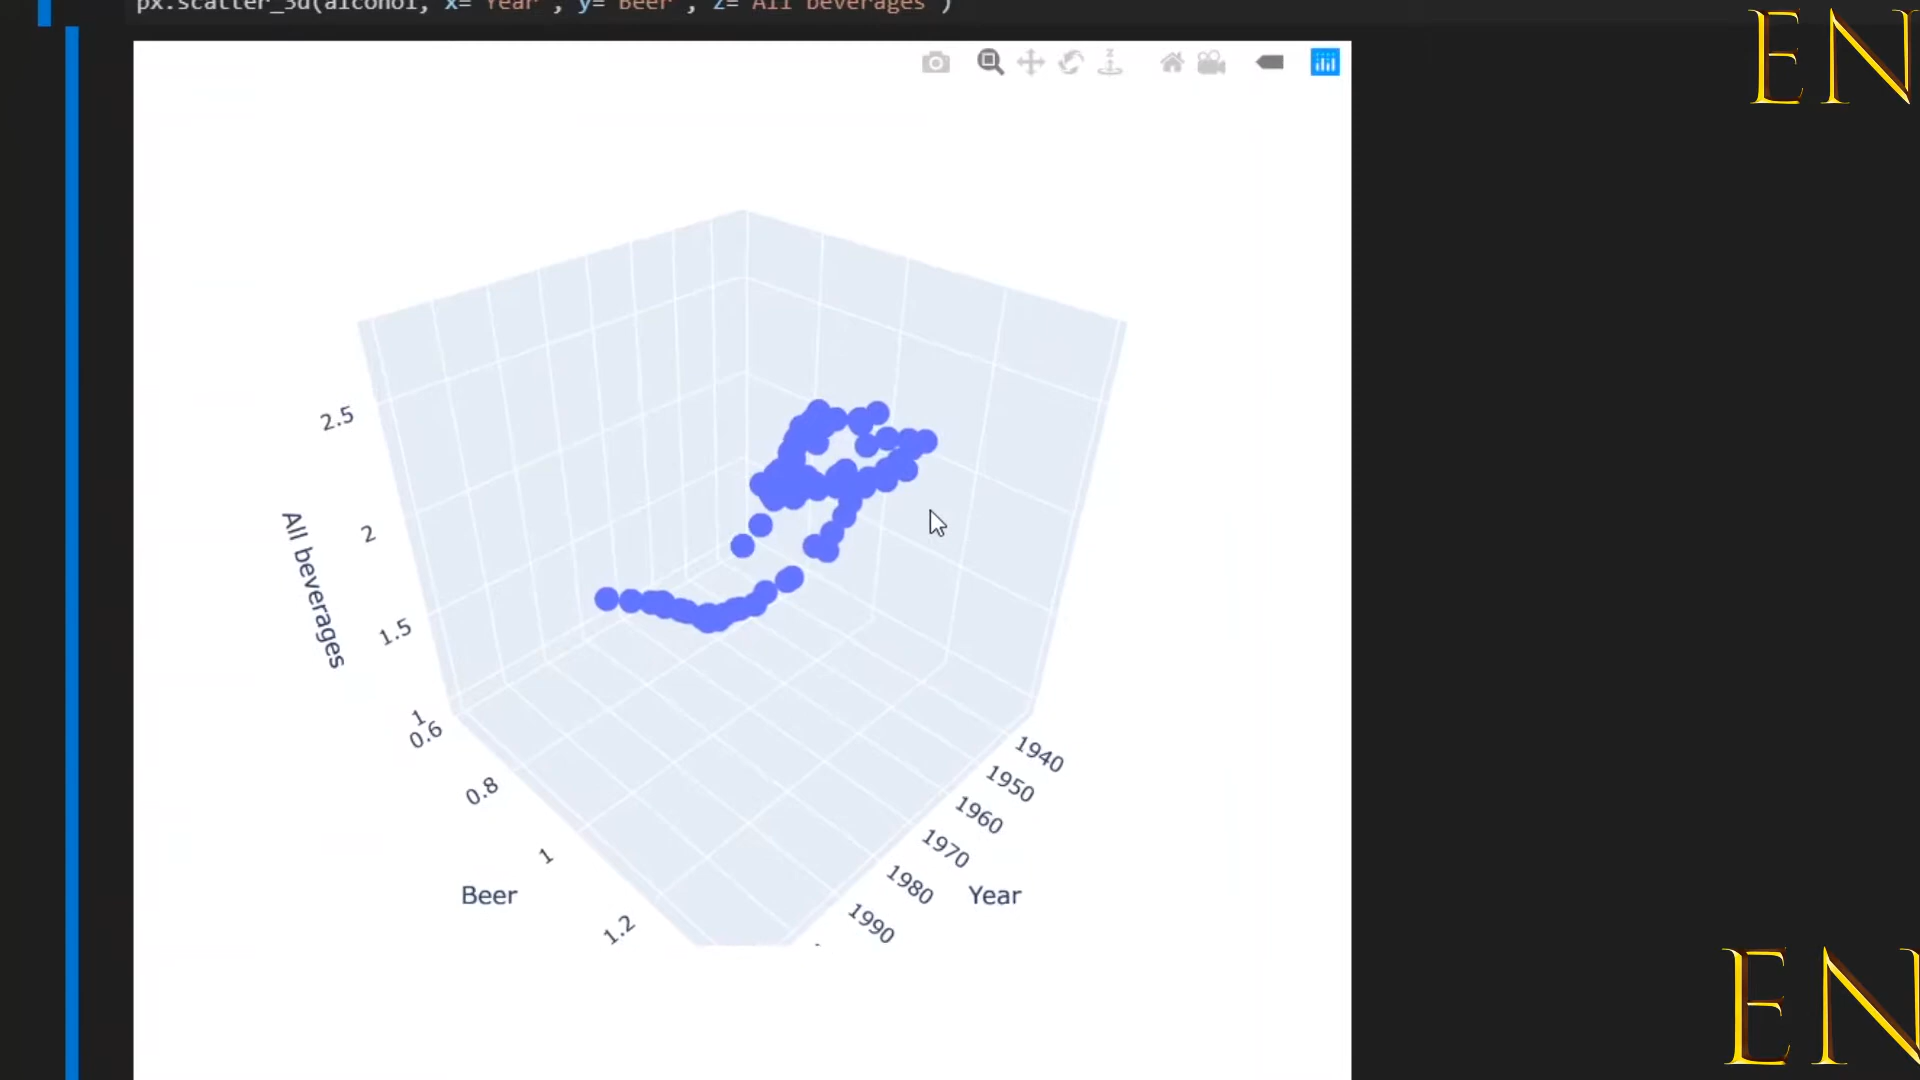 px.scatter_3d(alcohol, x='Year', y='Beer', z='All beverages')
EN
2.5
2
1.5
1
0.6
0.8
1
1.2
All beverages
Beer
1940
1950
1960
1970
1980
1990
Year
EN